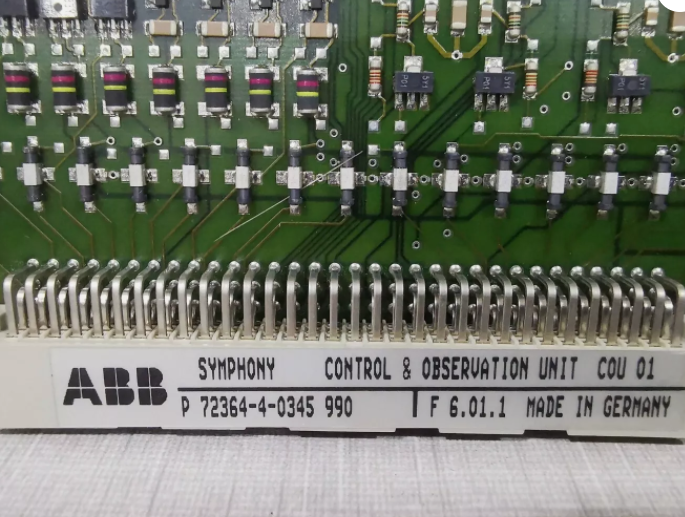 ABB
SYMPHONY CONTROL & OBSERVATION UNIT COU 01
P 72364-4-0345 990 F 6.01.1 MADE IN GERMANY